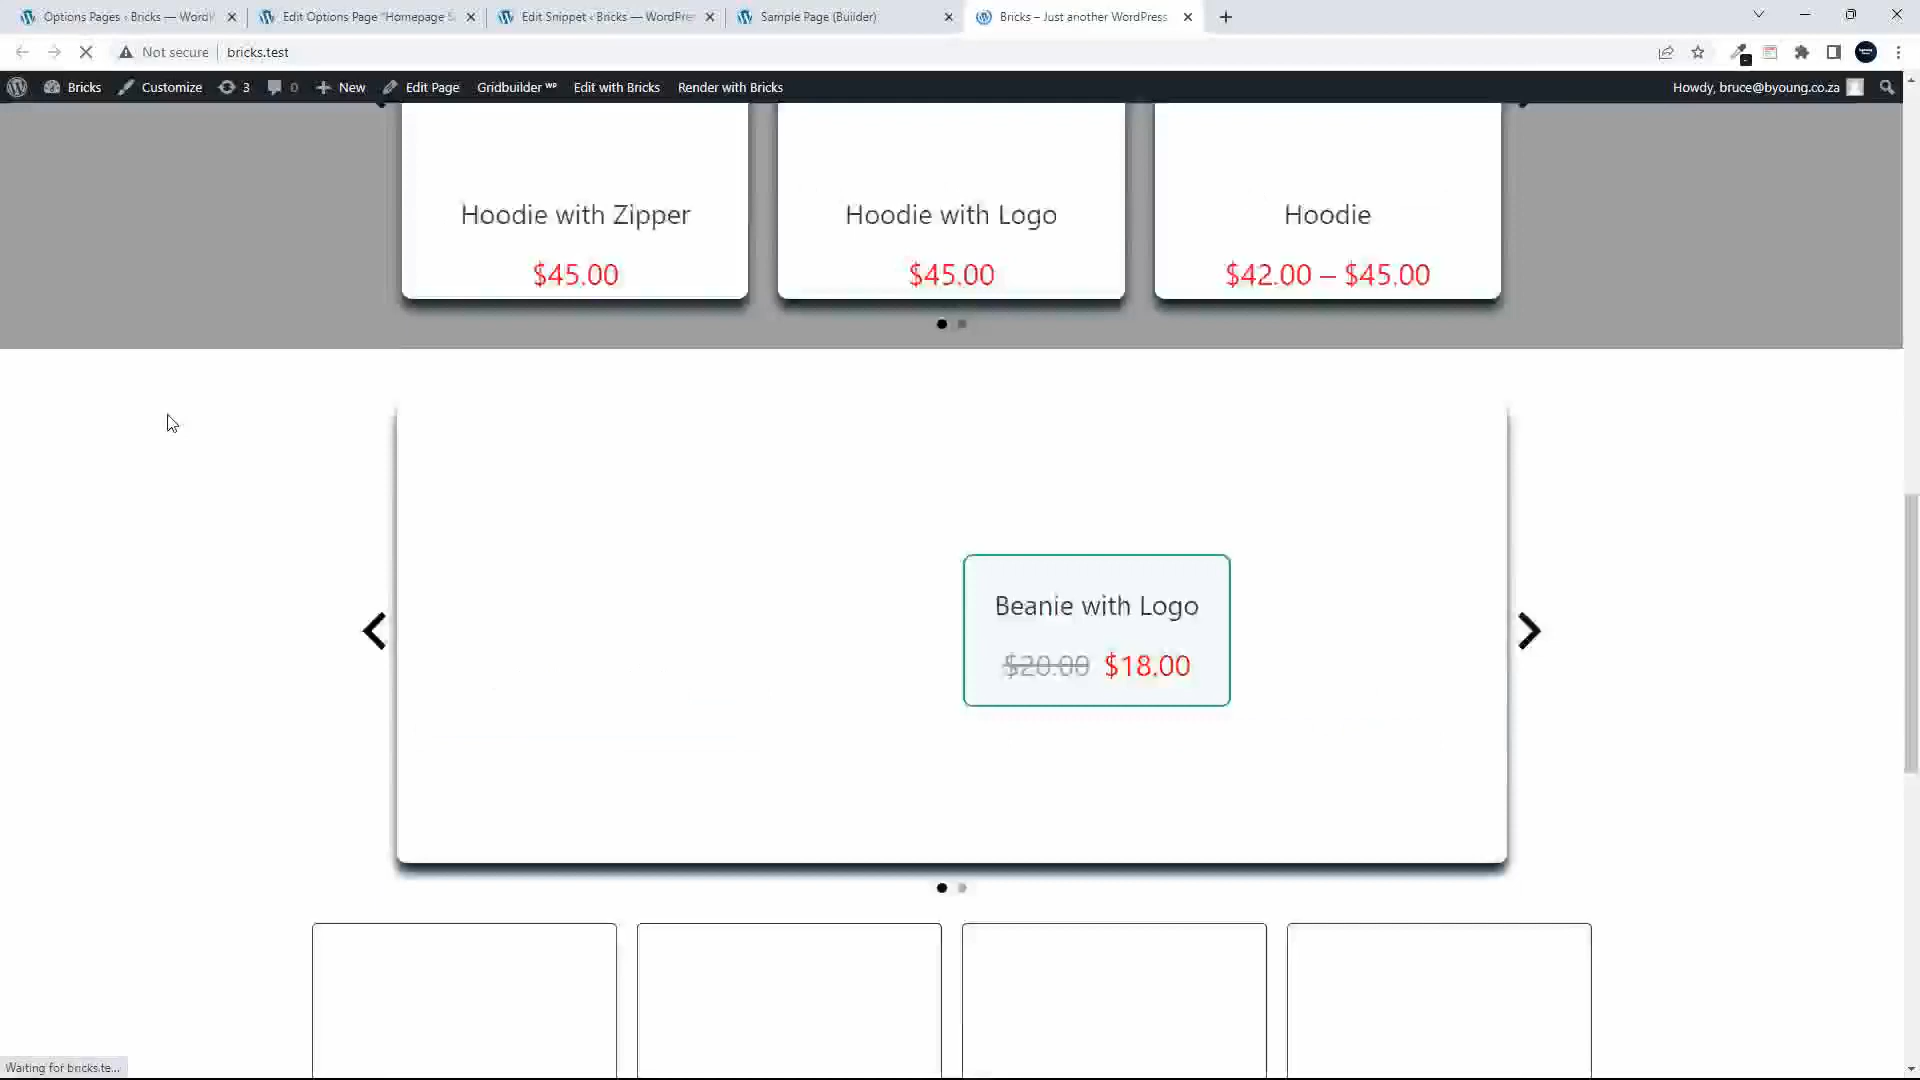 Options Pages ‹ Bricks — Word
Edit Options Page "Homepage S
Edit Snippet ‹ Bricks — WordPre
Sample Page (Builder)
Bricks – Just another WordPress
Not secure
bricks.test
Bricks
Customize
3
0
New
Edit Page
Gridbuilder WP
Edit with Bricks
Render with Bricks
Howdy, bruce@byoung.co.za
Hoodie with Zipper
Hoodie with Logo
Hoodie
$45.00
$45.00
$42.00 – $45.00
Beanie with Logo
$20.00 $18.00
Waiting for bricks.te...